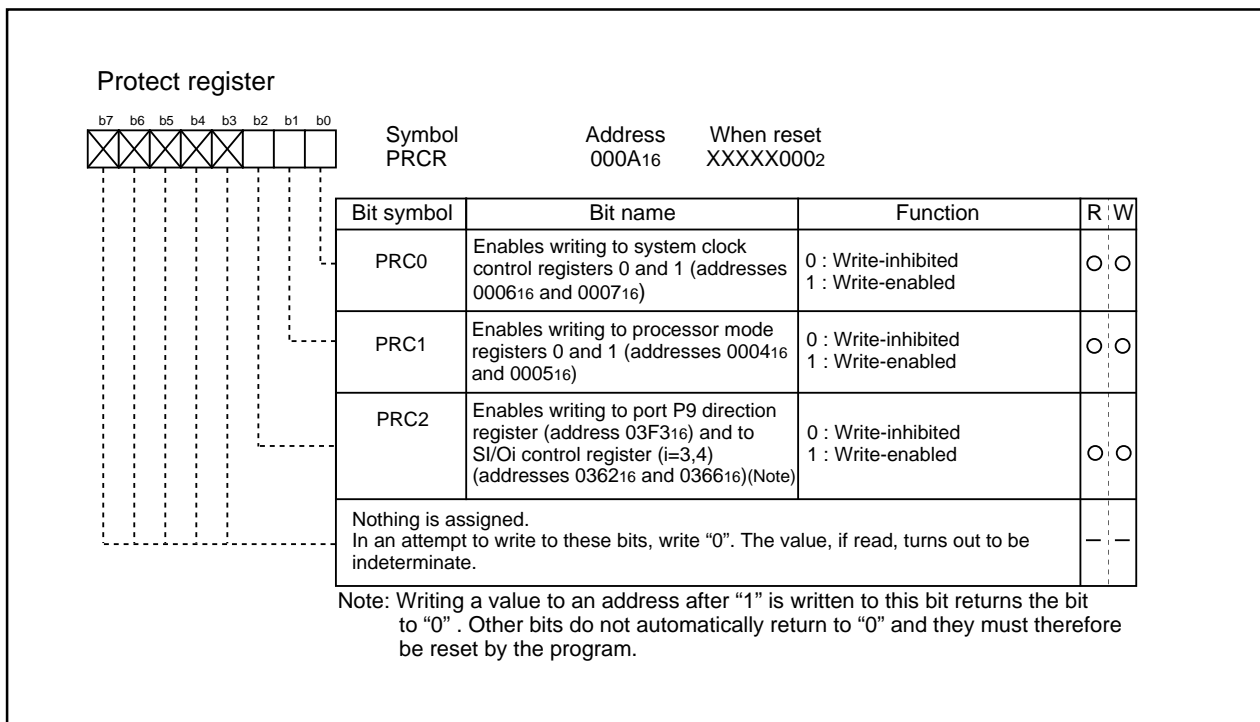 Protect register
b7 b6 b5 b4 b3 b2 b1 b0
Symbol Address When reset
PRCR 000A16 XXXXX0002
Bit symbol Bit name Function R W
PRC0 Enables writing to system clock
control registers 0 and 1 (addresses
000616 and 000716)
0 : Write-inhibited
1 : Write-enabled
PRC1 Enables writing to processor mode
registers 0 and 1 (addresses 000416
and 000516)
0 : Write-inhibited
1 : Write-enabled
PRC2 Enables writing to port P9 direction
register (address 03F316) and to
SI/Oi control register (i=3,4)
(addresses 036216 and 036616)(Note)
0 : Write-inhibited
1 : Write-enabled
Nothing is assigned.
In an attempt to write to these bits, write “0”. The value, if read, turns out to be
indeterminate.
Note: Writing a value to an address after “1” is written to this bit returns the bit
to “0” . Other bits do not automatically return to “0” and they must therefore
be reset by the program.